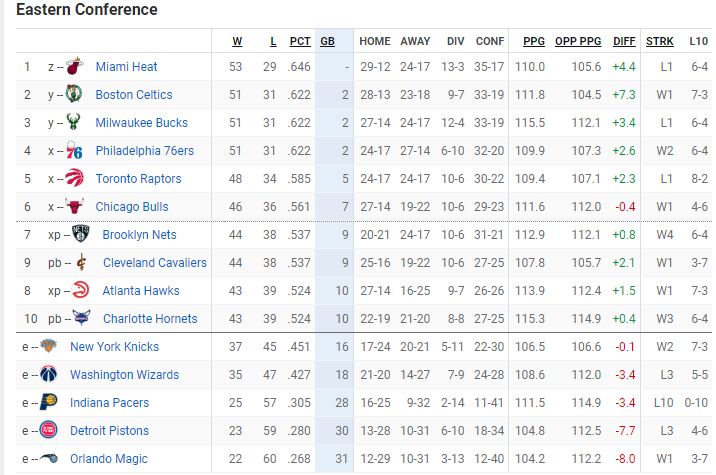 Eastern Conference
W L PCT GB HOME AWAY DIV CONF PPG OPP PPG DIFF STRK L10
1 z -- Miami Heat 53 29 .646 - 29-12 24-17 13-3 35-17 110.0 105.6 +4.4 L1 6-4
2 y -- Boston Celtics 51 31 .622 2 28-13 23-18 9-7 33-19 111.8 104.5 +7.3 W1 7-3
3 y -- Milwaukee Bucks 51 31 .622 2 27-14 24-17 12-4 33-19 115.5 112.1 +3.4 L1 6-4
4 x -- 76 Philadelphia 76ers 51 31 .622 2 24-17 27-14 6-10 32-20 109.9 107.3 +2.6 W2 6-4
5 x -- Toronto Raptors 48 34 .585 5 24-17 24-17 10-6 30-22 109.4 107.1 +2.3 L1 8-2
6 x -- Chicago Bulls 46 36 .561 7 27-14 19-22 10-6 29-23 111.6 112.0 -0.4 W1 4-6
7 xp -- NETS Brooklyn Nets 44 38 .537 9 20-21 24-17 10-6 31-21 112.9 112.1 +0.8 W4 6-4
9 pb -- Cleveland Cavaliers 44 38 .537 9 25-16 19-22 10-6 27-25 107.8 105.7 +2.1 W1 3-7
8 xp -- Atlanta Hawks 43 39 .524 10 27-14 16-25 9-7 26-26 113.9 112.4 +1.5 W1 7-3
10 pb -- Charlotte Hornets 43 39 .524 10 22-19 21-20 8-8 27-25 115.3 114.9 +0.4 W3 6-4
e -- New York Knicks 37 45 .451 16 17-24 20-21 5-11 22-30 106.5 106.6 -0.1 W2 7-3
e -- Washington Wizards 35 47 .427 18 21-20 14-27 7-9 24-28 108.6 112.0 -3.4 L3 5-5
e -- Indiana Pacers 25 57 .305 28 16-25 9-32 2-14 11-41 111.5 114.9 -3.4 L10 0-10
e -- Detroit Pistons 23 59 .280 30 13-28 10-31 6-10 18-34 104.8 112.5 -7.7 L3 4-6
e -- Orlando Magic 22 60 .268 31 12-29 10-31 3-13 12-40 104.2 112.2 -8.0 W1 3-7